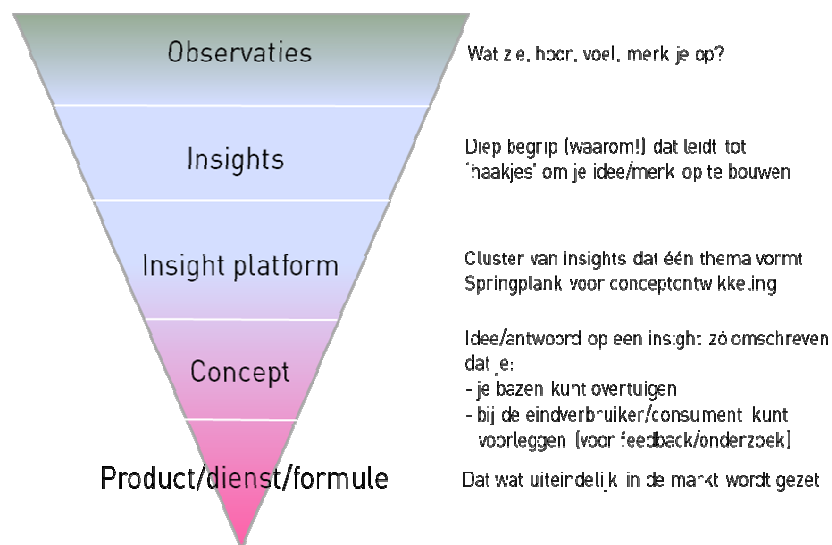 Observaties
Wat zie, hoor, voel, merk je op?
Insights
Diep begrip (waarom!) dat leidt tot
'haakjes' om je idee/merk op te bouwen
Insight platform
Cluster van insights dat één thema vormt
Springplank voor conceptontwikkeling
Concept
Idee/antwoord op een insight zó omschreven
dat je:
- je bazen kunt overtuigen
- bij de eindverbruiker/consument kunt
voorleggen (voor feedback/onderzoek)
Product/dienst/formule
Dat wat uiteindelijk in de markt wordt gezet